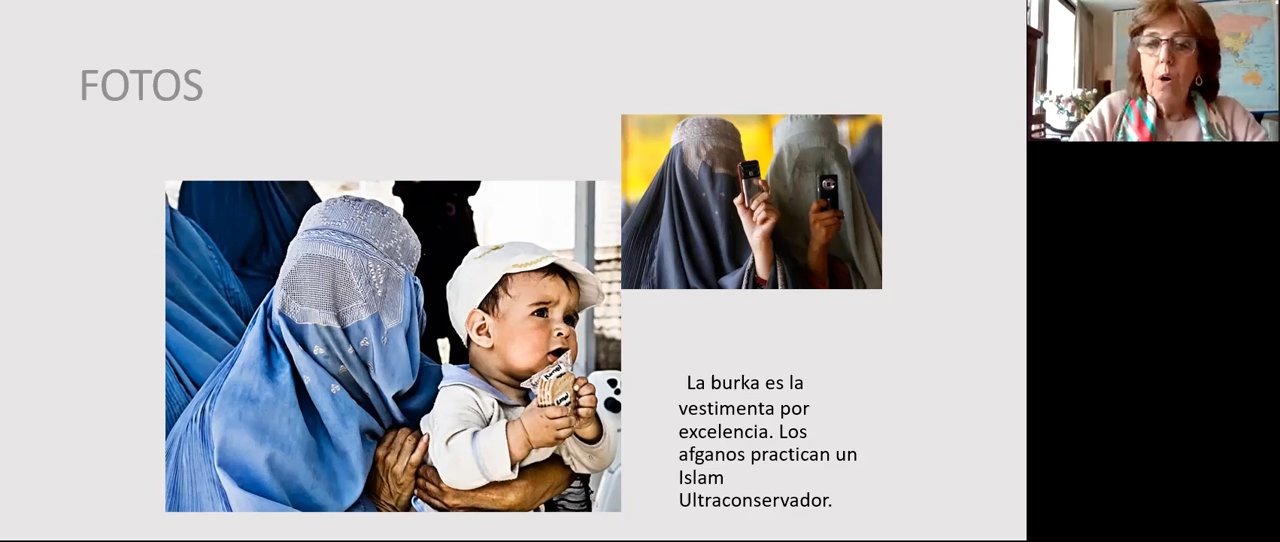 FOTOS
La burka es la
vestimenta por
excelencia. Los
afganos practican un
Islam
Ultraconservador.